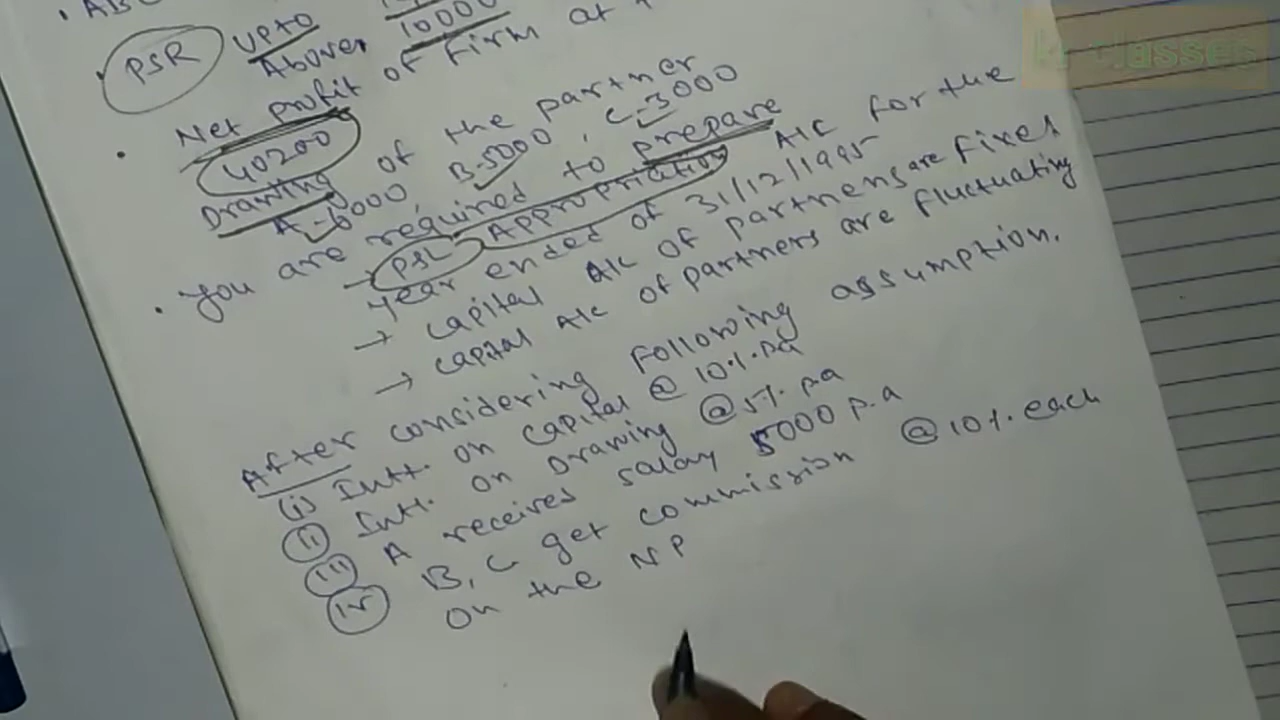 . ABC
. PSR UPto 10000
Above
. Net profit of Firm at
40200
Drawing of the partner
A-6000, B-5000, C-3000
. You are required to prepare
→ P&L Appropriation A/C for the
year ended of 31/12/1995
→ capital A/C of partners are fixed
→ capital A/C of partners are fluctuating
After considering following assumption.
(i) Intt. on capital @ 10%.pa
(ii) Intt. on Drawing @5%. pa
(iii) A receives salary 5000 p.a
(iv) B, C get commission @10%. each
on the NP